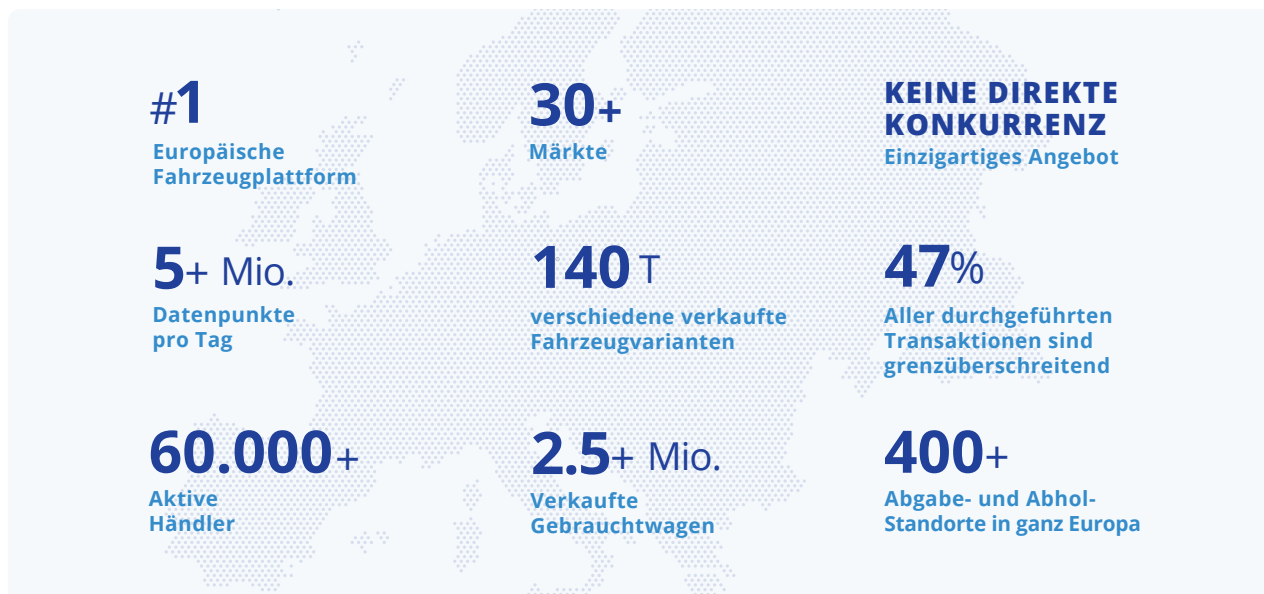 #1
Europäische
Fahrzeugplattform
30+
Märkte
KEINE DIREKTE
KONKURRENZ
Einzigartiges Angebot
5+ Mio.
Datenpunkte
pro Tag
140 T
verschiedene verkaufte
Fahrzeugvarianten
47%
Aller durchgeführten
Transaktionen sind
grenzüberschreitend
60.000+
Aktive
Händler
2.5+ Mio.
Verkaufte
Gebrauchtwagen
400+
Abgabe- und Abhol-
Standorte in ganz Europa